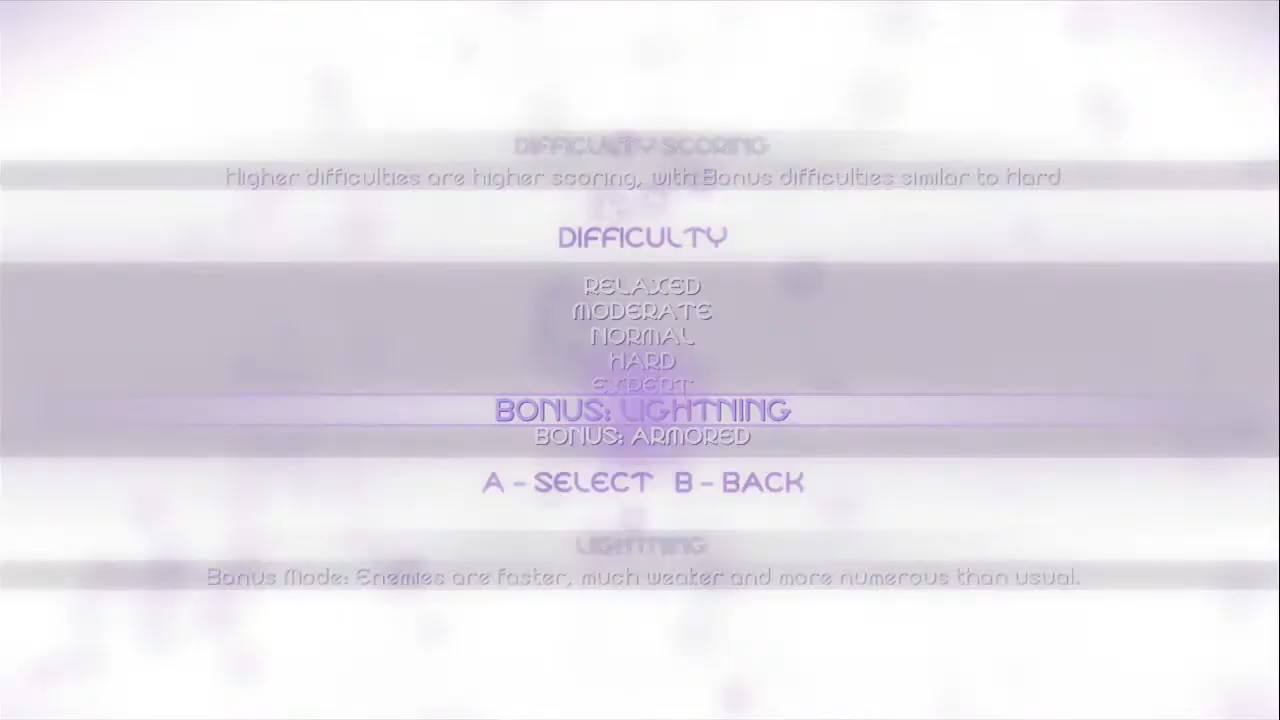 DIFFICULTY SCORING
Higher difficulties are higher scoring, with Bonus difficulties similar to Hard
DIFFICULTY
RELAXED
MODERATE
NORMAL
HARD
EXPERT
BONUS: LIGHTNING
BONUS: ARMORED
A - SELECT B - BACK
LIGHTNING
Bonus Mode: Enemies are faster, much weaker and more numerous than usual.